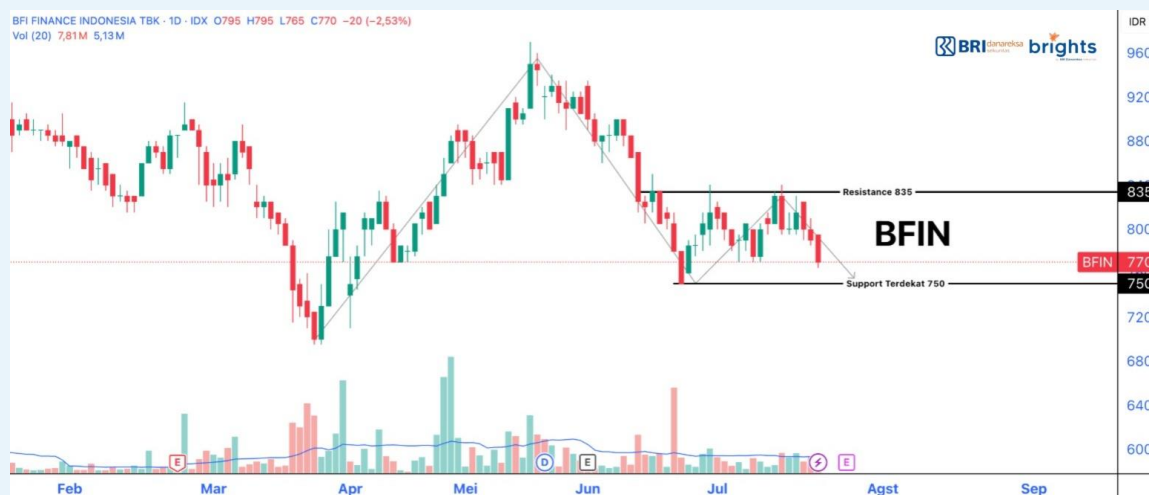 BFI FINANCE INDONESIA TBK · 1D · IDX O795 H795 L765 C770 −20 (−2,53%)
Vol (20) 7,81 M 5,13 M
IDR
BRI danareksa brights
960
920
880
835
Resistance 835
800
BFIN
BFIN 770
750
Support Terdekat 750
720
680
640
600
E
D
E
E
Feb Mar Apr Mei Jun Jul Agst Sep